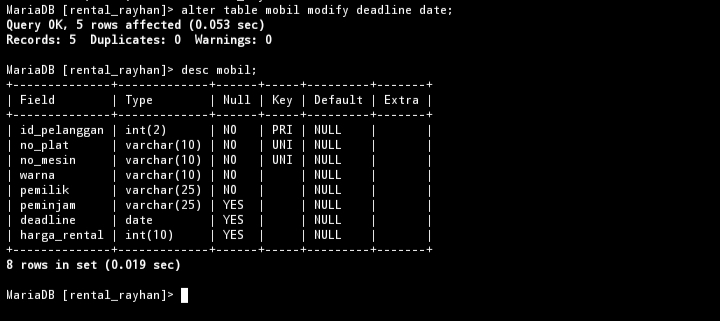 MariaDB [rental_rayhan]> alter table mobil modify deadline date;
Query OK, 5 rows affected (0.053 sec)
Records: 5  Duplicates: 0  Warnings: 0

MariaDB [rental_rayhan]> desc mobil;
+--------------+-------------+------+-----+---------+-------+
| Field        | Type        | Null | Key | Default | Extra |
+--------------+-------------+------+-----+---------+-------+
| id_pelanggan | int(2)      | NO   | PRI | NULL    |       |
| no_plat      | varchar(10) | NO   | UNI | NULL    |       |
| no_mesin     | varchar(10) | NO   | UNI | NULL    |       |
| warna        | varchar(10) | NO   |     | NULL    |       |
| pemilik      | varchar(25) | NO   |     | NULL    |       |
| peminjam     | varchar(25) | YES  |     | NULL    |       |
| deadline     | date        | YES  |     | NULL    |       |
| harga_rental | int(10)     | YES  |     | NULL    |       |
+--------------+-------------+------+-----+---------+-------+
8 rows in set (0.019 sec)

MariaDB [rental_rayhan]>